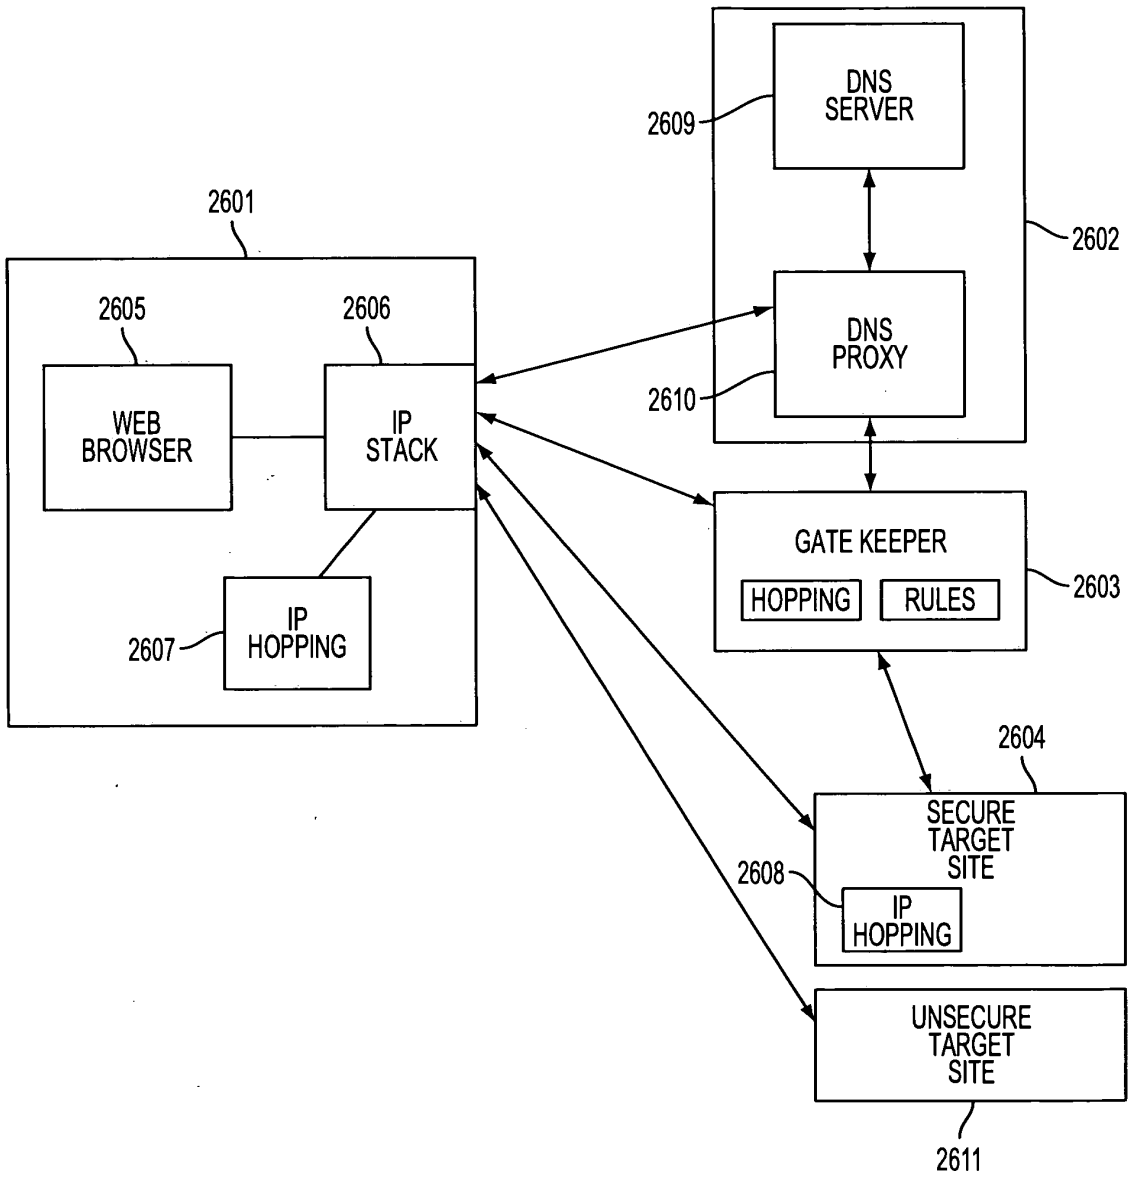 DNS
SERVER
2609
2601
2602
2605
2606
DNS
PROXY
2610
WEB
BROWSER
IP
STACK
GATE KEEPER
HOPPING
RULES
2603
IP
HOPPING
2607
2604
SECURE
TARGET
SITE
2608
IP
HOPPING
UNSECURE
TARGET
SITE
2611